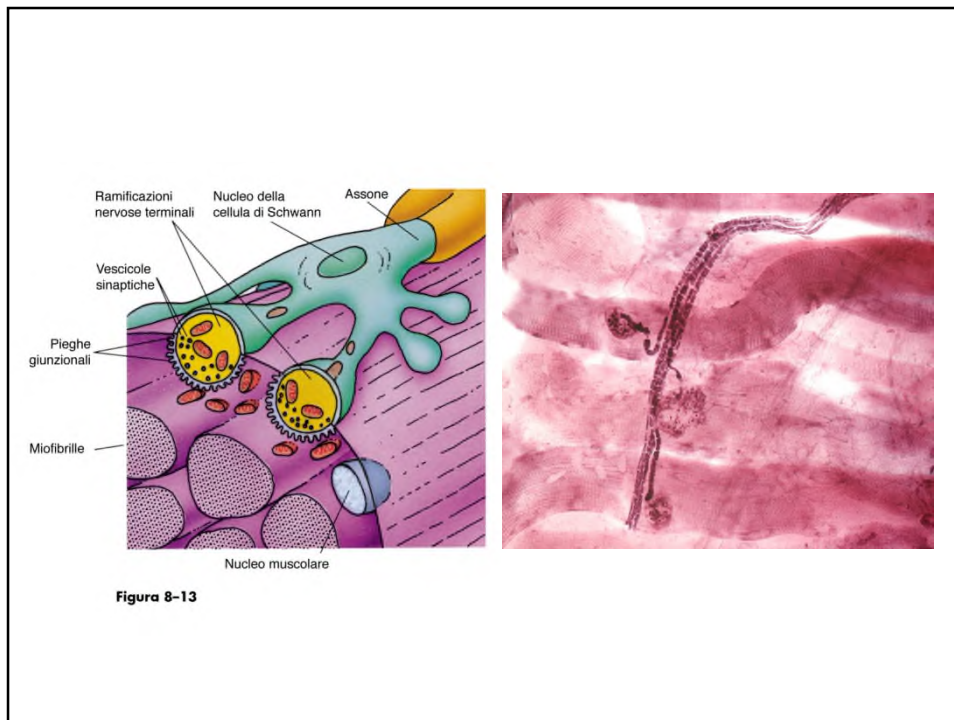 Ramificazioni
nervose terminali
Nucleo della
cellula di Schwann
Assone
Vescicole
sinaptiche
Pieghe
giunzionali
Miofibrille
Nucleo muscolare
Figura 8–13